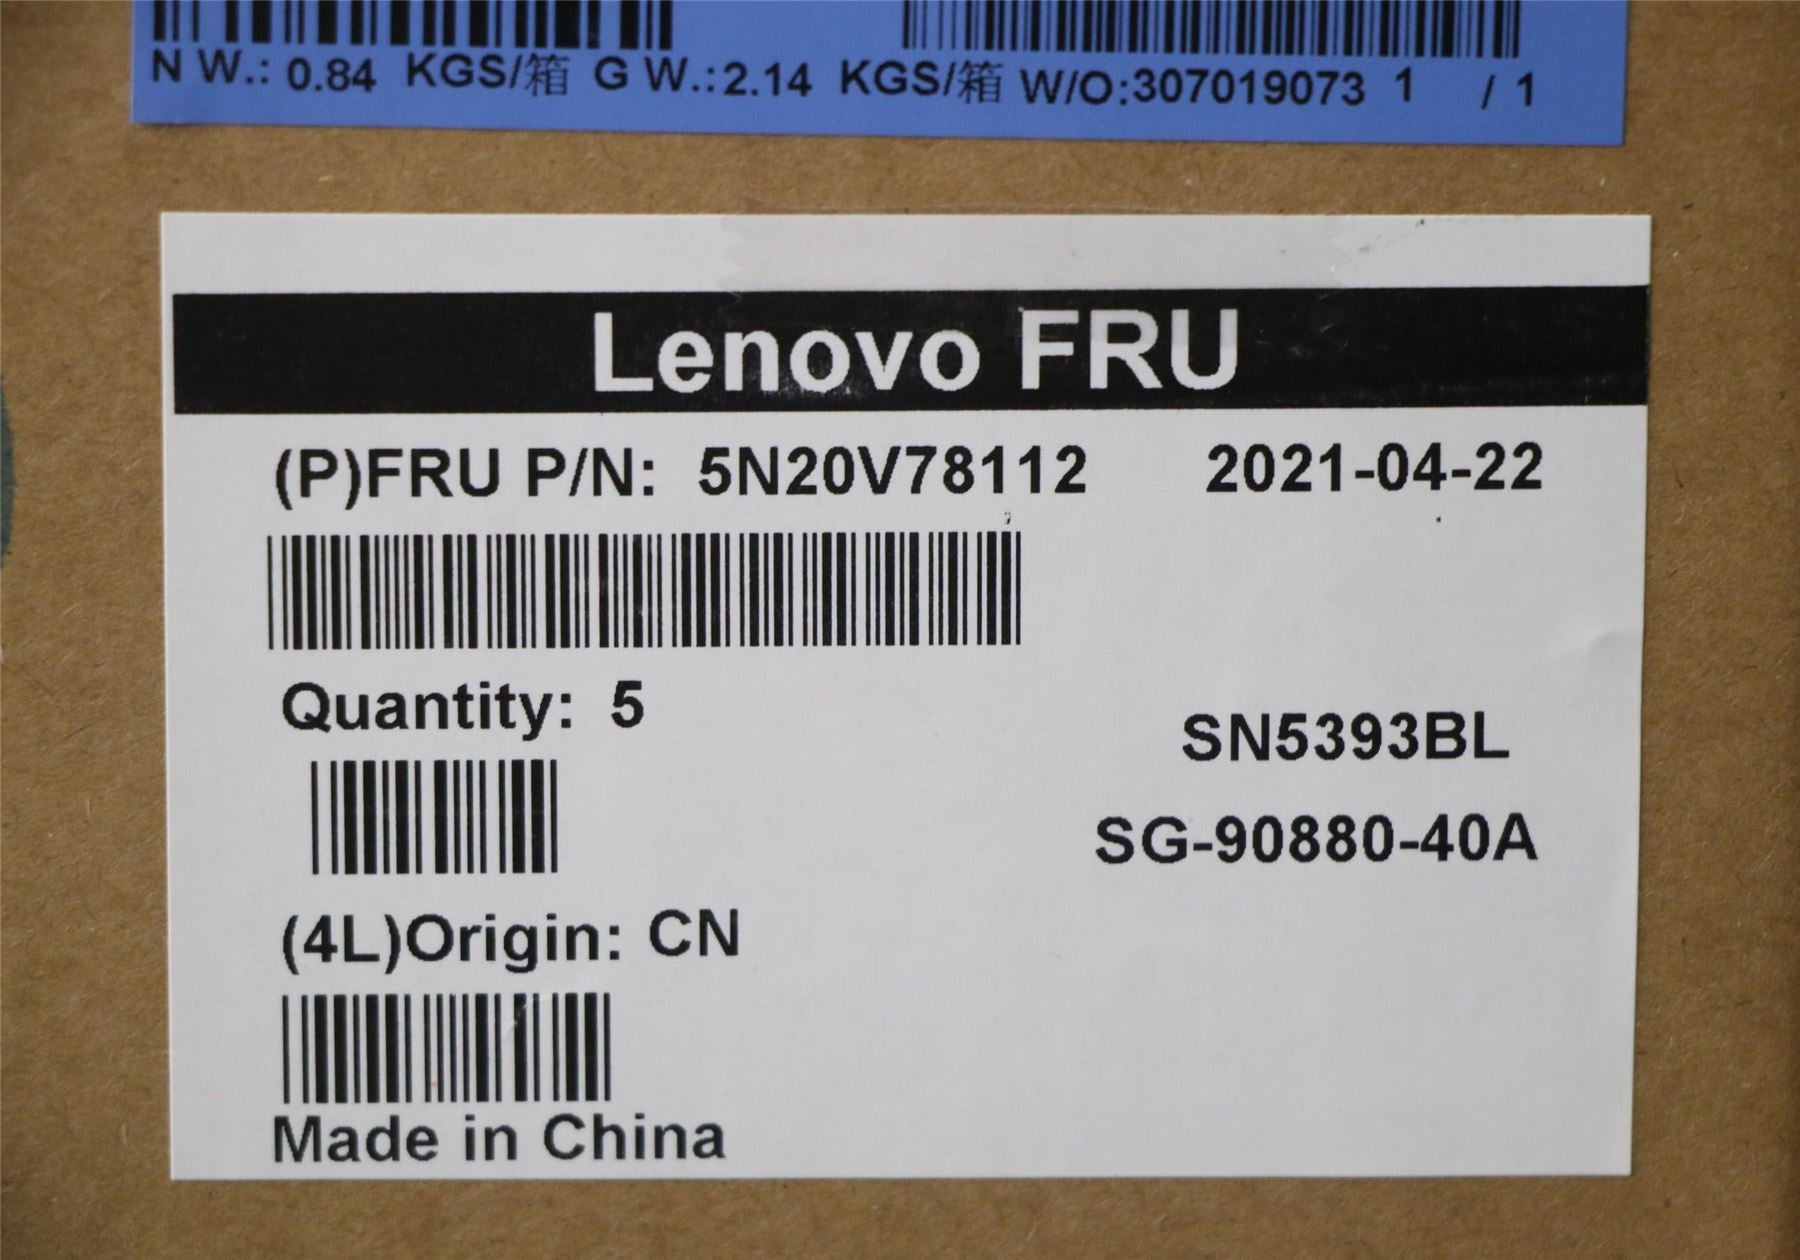 N W.: 0.84 KGS/箱 G W.:2.14 KGS/箱 W/O:307019073 1 / 1
Lenovo FRU
(P)FRU P/N: 5N20V78112 2021-04-22
Quantity: 5
SN5393BL
SG-90880-40A
(4L)Origin: CN
Made in China